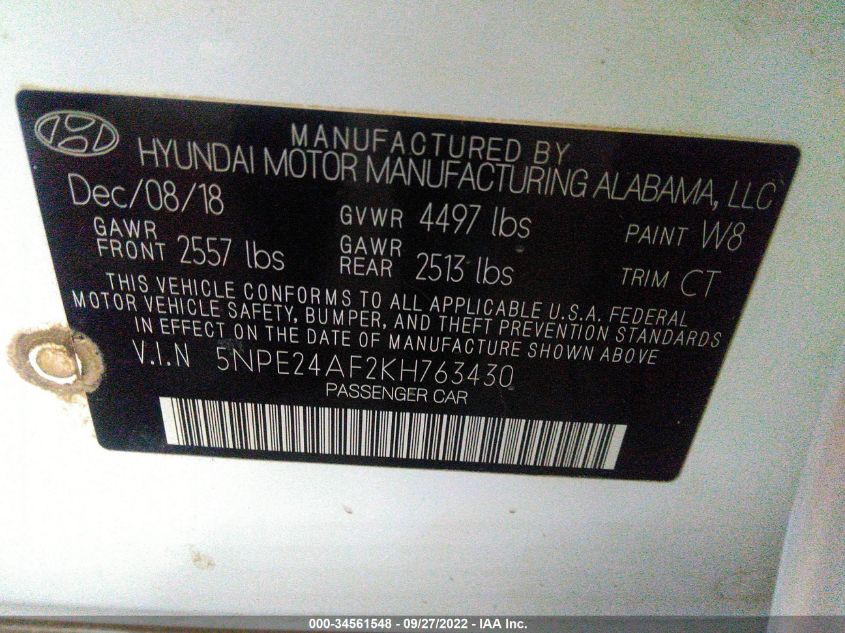 MANUFACTURED BY
HYUNDAI MOTOR MANUFACTURING ALABAMA, LLC
Dec/08/18 GVWR 4497 lbs PAINT W8
GAWR FRONT 2557 lbs GAWR REAR 2513 lbs TRIM CT
THIS VEHICLE CONFORMS TO ALL APPLICABLE U.S.A. FEDERAL
MOTOR VEHICLE SAFETY, BUMPER, AND THEFT PREVENTION STANDARDS
IN EFFECT ON THE DATE OF MANUFACTURE SHOWN ABOVE
V.I.N 5NPE24AF2KH763430
PASSENGER CAR
000-34561548 - 09/27/2022 - IAA Inc.